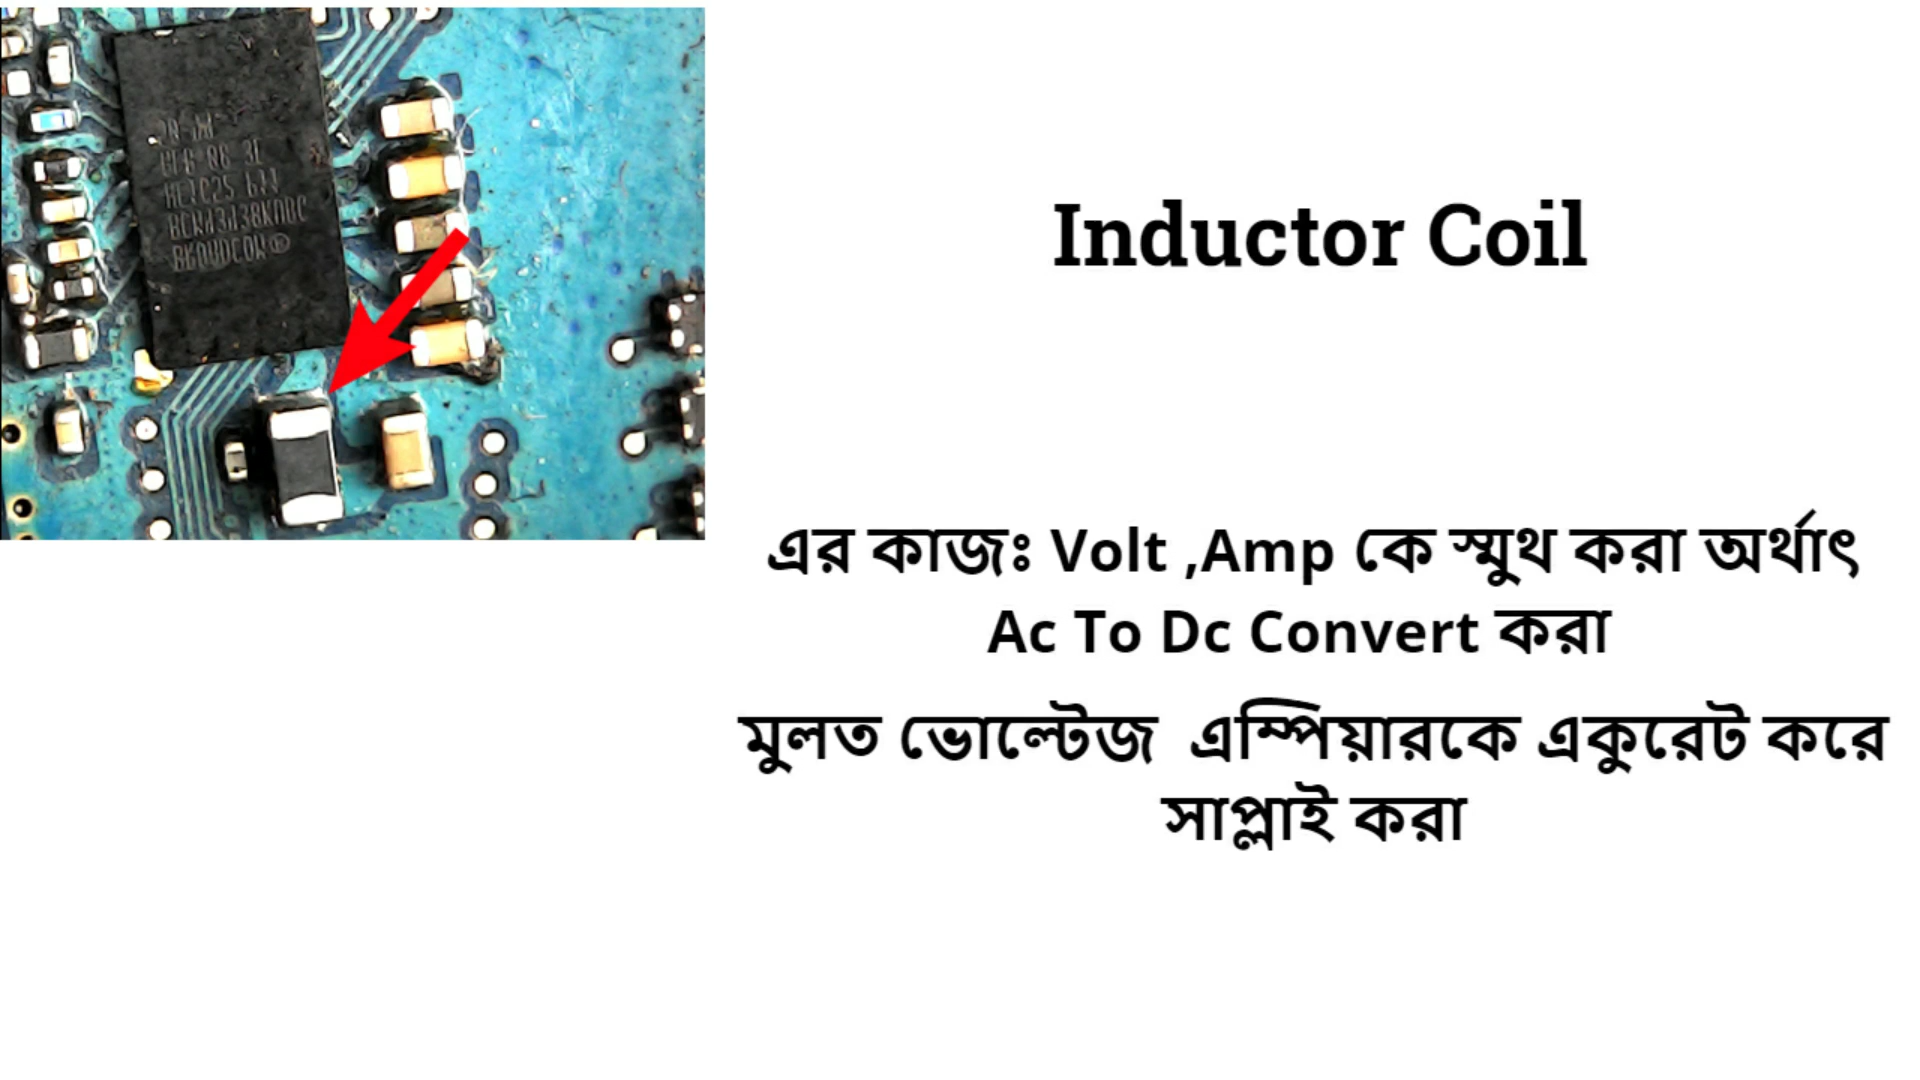 Inductor Coil
এর কাজঃ Volt ,Amp কে স্মুথ করা অর্থাৎ
Ac To Dc Convert করা
মুলত ভোল্টেজ এম্পিয়ারকে একুরেট করে
সাপ্লাই করা